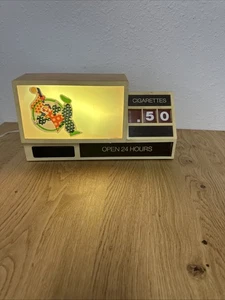 CIGARETTES
.50
OPEN 24 HOURS